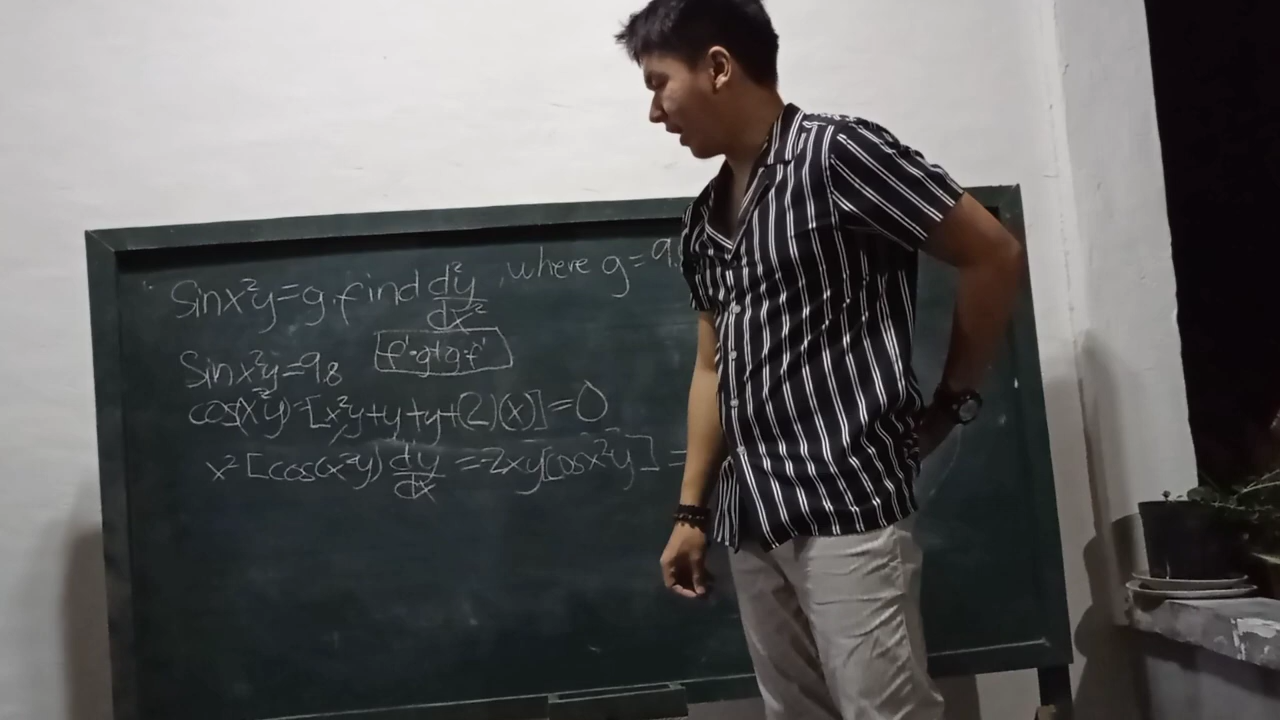 Sinx²y=g, find d²y/dx², where g=9.
f'·g+g·f'
Sinx²y=9.8
cos(x²y)·[x²y+y+y+(2)(x)]=0
x²[cos(x²y)dy/dx=-2xy[cosx²y] =